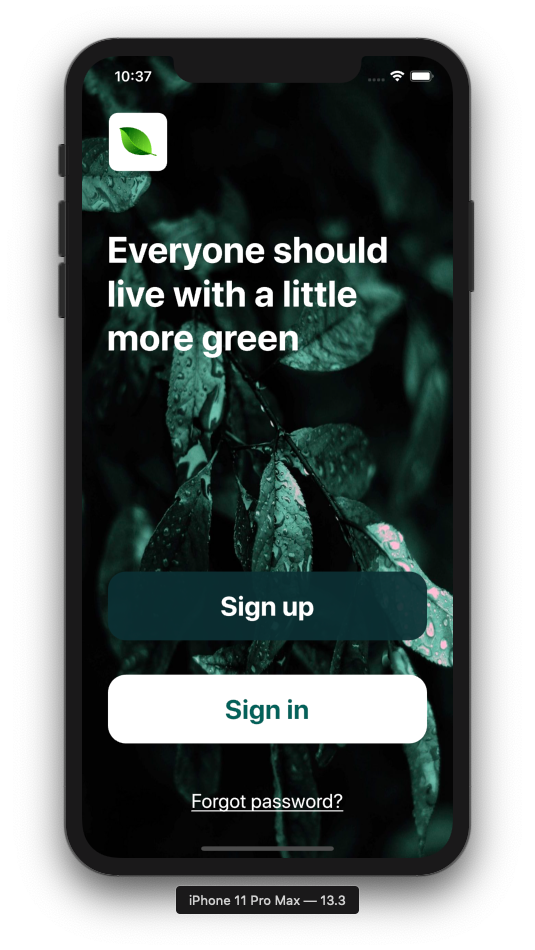 10:37
Everyone should
live with a little
more green
Sign up
Sign in
Forgot password?
iPhone 11 Pro Max — 13.3